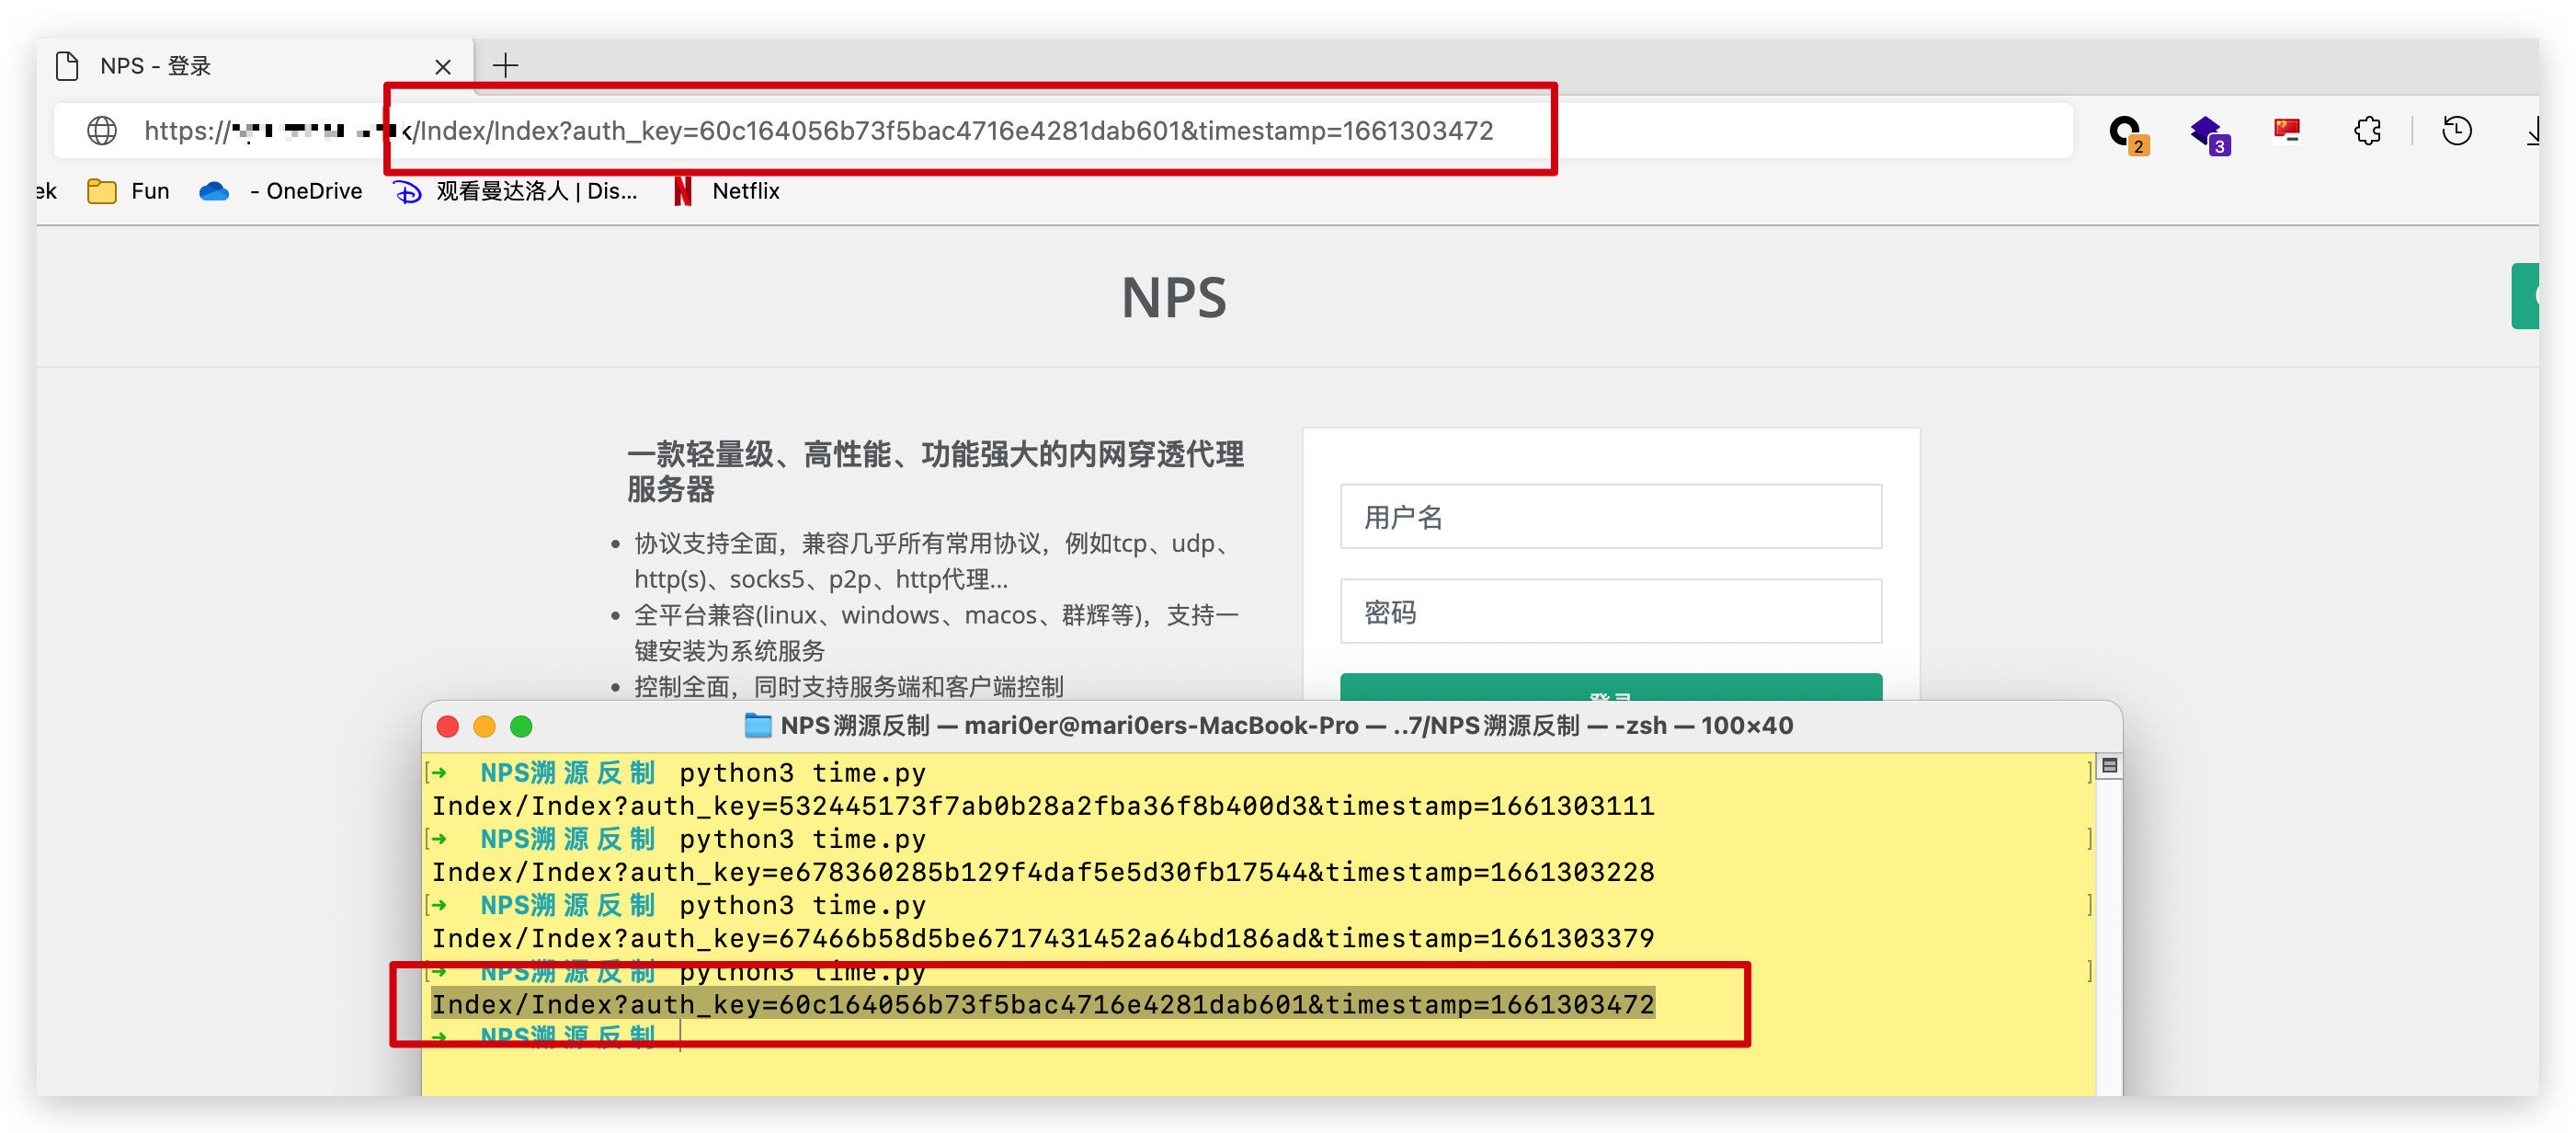 NPS - 登录
https:// k/Index/Index?auth_key=60c164056b73f5bac4716e4281dab601&timestamp=1661303472
2
3
ek Fun - OneDrive 观看曼达洛人 | Dis... Netflix
NPS
一款轻量级、高性能、功能强大的内网穿透代理
服务器
• 协议支持全面，兼容几乎所有常用协议，例如tcp、udp、
http(s)、socks5、p2p、http代理...
• 全平台兼容(linux、windows、macos、群辉等)，支持一
键安装为系统服务
• 控制全面，同时支持服务端和客户端控制
用户名
密码
登录
NPS溯源反制 — mari0er@mari0ers-MacBook-Pro — ..7/NPS溯源反制 — -zsh — 100×40
[➜ NPS溯源反制 python3 time.py ]
Index/Index?auth_key=532445173f7ab0b28a2fba36f8b400d3&timestamp=1661303111
[➜ NPS溯源反制 python3 time.py ]
Index/Index?auth_key=e678360285b129f4daf5e5d30fb17544&timestamp=1661303228
[➜ NPS溯源反制 python3 time.py ]
Index/Index?auth_key=67466b58d5be6717431452a64bd186ad&timestamp=1661303379
[➜ NPS溯源反制 python3 time.py ]
Index/Index?auth_key=60c164056b73f5bac4716e4281dab601&timestamp=1661303472
➜ NPS溯源反制